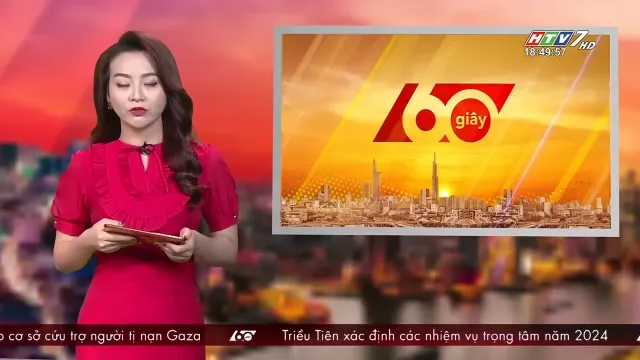 HTV7 HD
18:49:57
60 giây
cơ sở cứu trợ người tị nạn Gaza 60 Triều Tiên xác định các nhiệm vụ trọng tâm năm 2024